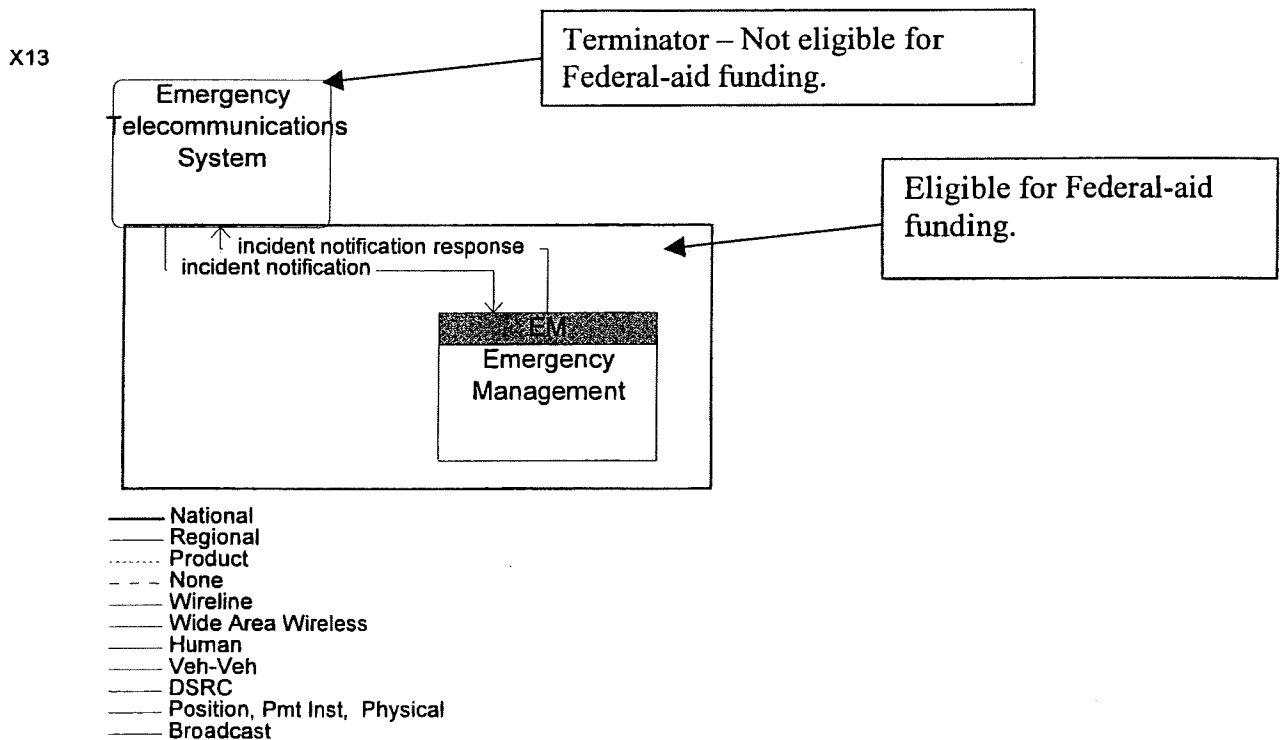 X13
Terminator – Not eligible for
Federal-aid funding.
Emergency
Telecommunications
System
Eligible for Federal-aid
funding.
incident notification response
incident notification
EM
Emergency
Management
National
Regional
Product
None
Wireline
Wide Area Wireless
Human
Veh-Veh
DSRC
Position, Pmt Inst, Physical
Broadcast